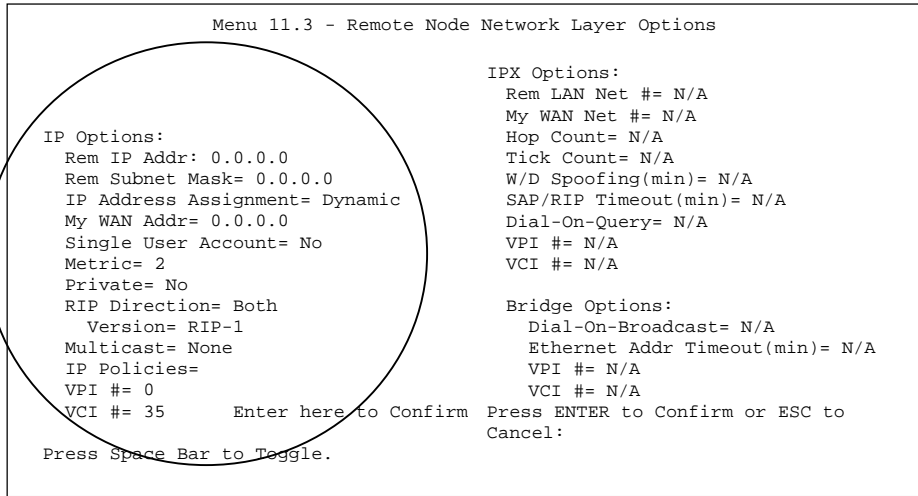 Menu 11.3 - Remote Node Network Layer Options
IP Options:
Rem IP Addr: 0.0.0.0
Rem Subnet Mask= 0.0.0.0
IP Address Assignment= Dynamic
My WAN Addr= 0.0.0.0
Single User Account= No
Metric= 2
Private= No
RIP Direction= Both
Version= RIP-1
Multicast= None
IP Policies=
VPI #= 0
VCI #= 35
Enter here to Confirm
IPX Options:
Rem LAN Net #= N/A
My WAN Net #= N/A
Hop Count= N/A
Tick Count= N/A
W/D Spoofing(min)= N/A
SAP/RIP Timeout(min)= N/A
Dial-On-Query= N/A
VPI #= N/A
VCI #= N/A
Bridge Options:
Dial-On-Broadcast= N/A
Ethernet Addr Timeout(min)= N/A
VPI #= N/A
VCI #= N/A
Press ENTER to Confirm or ESC to
Cancel:
Press Space Bar to Toggle.